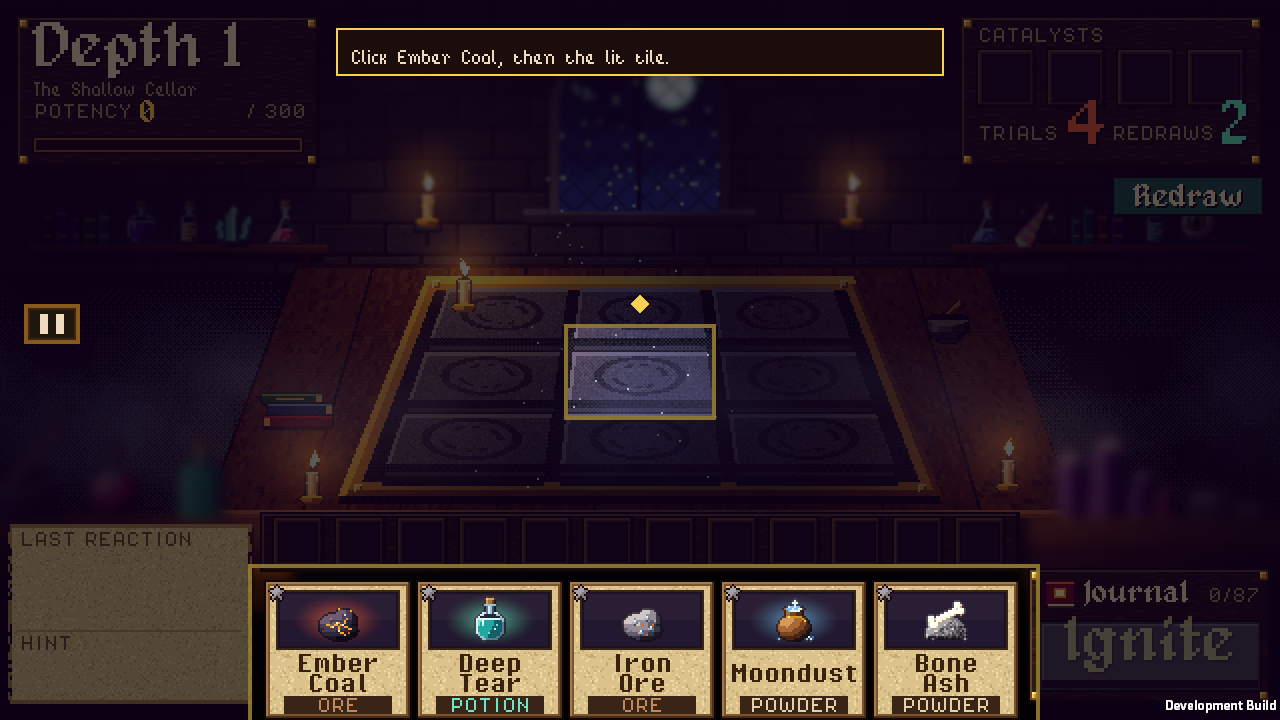 Depth 1
The Shallow Cellar
POTENCY 0 / 300
Click Ember Coal, then the lit tile.
CATALYSTS
TRIALS 4 REDRAWS 2
Redraw
LAST REACTION
HINT
Ember Coal
ORE
Deep Tear
POTION
Iron Ore
ORE
Moondust
POWDER
Bone Ash
POWDER
Journal 0/87
Ignite
Development Build